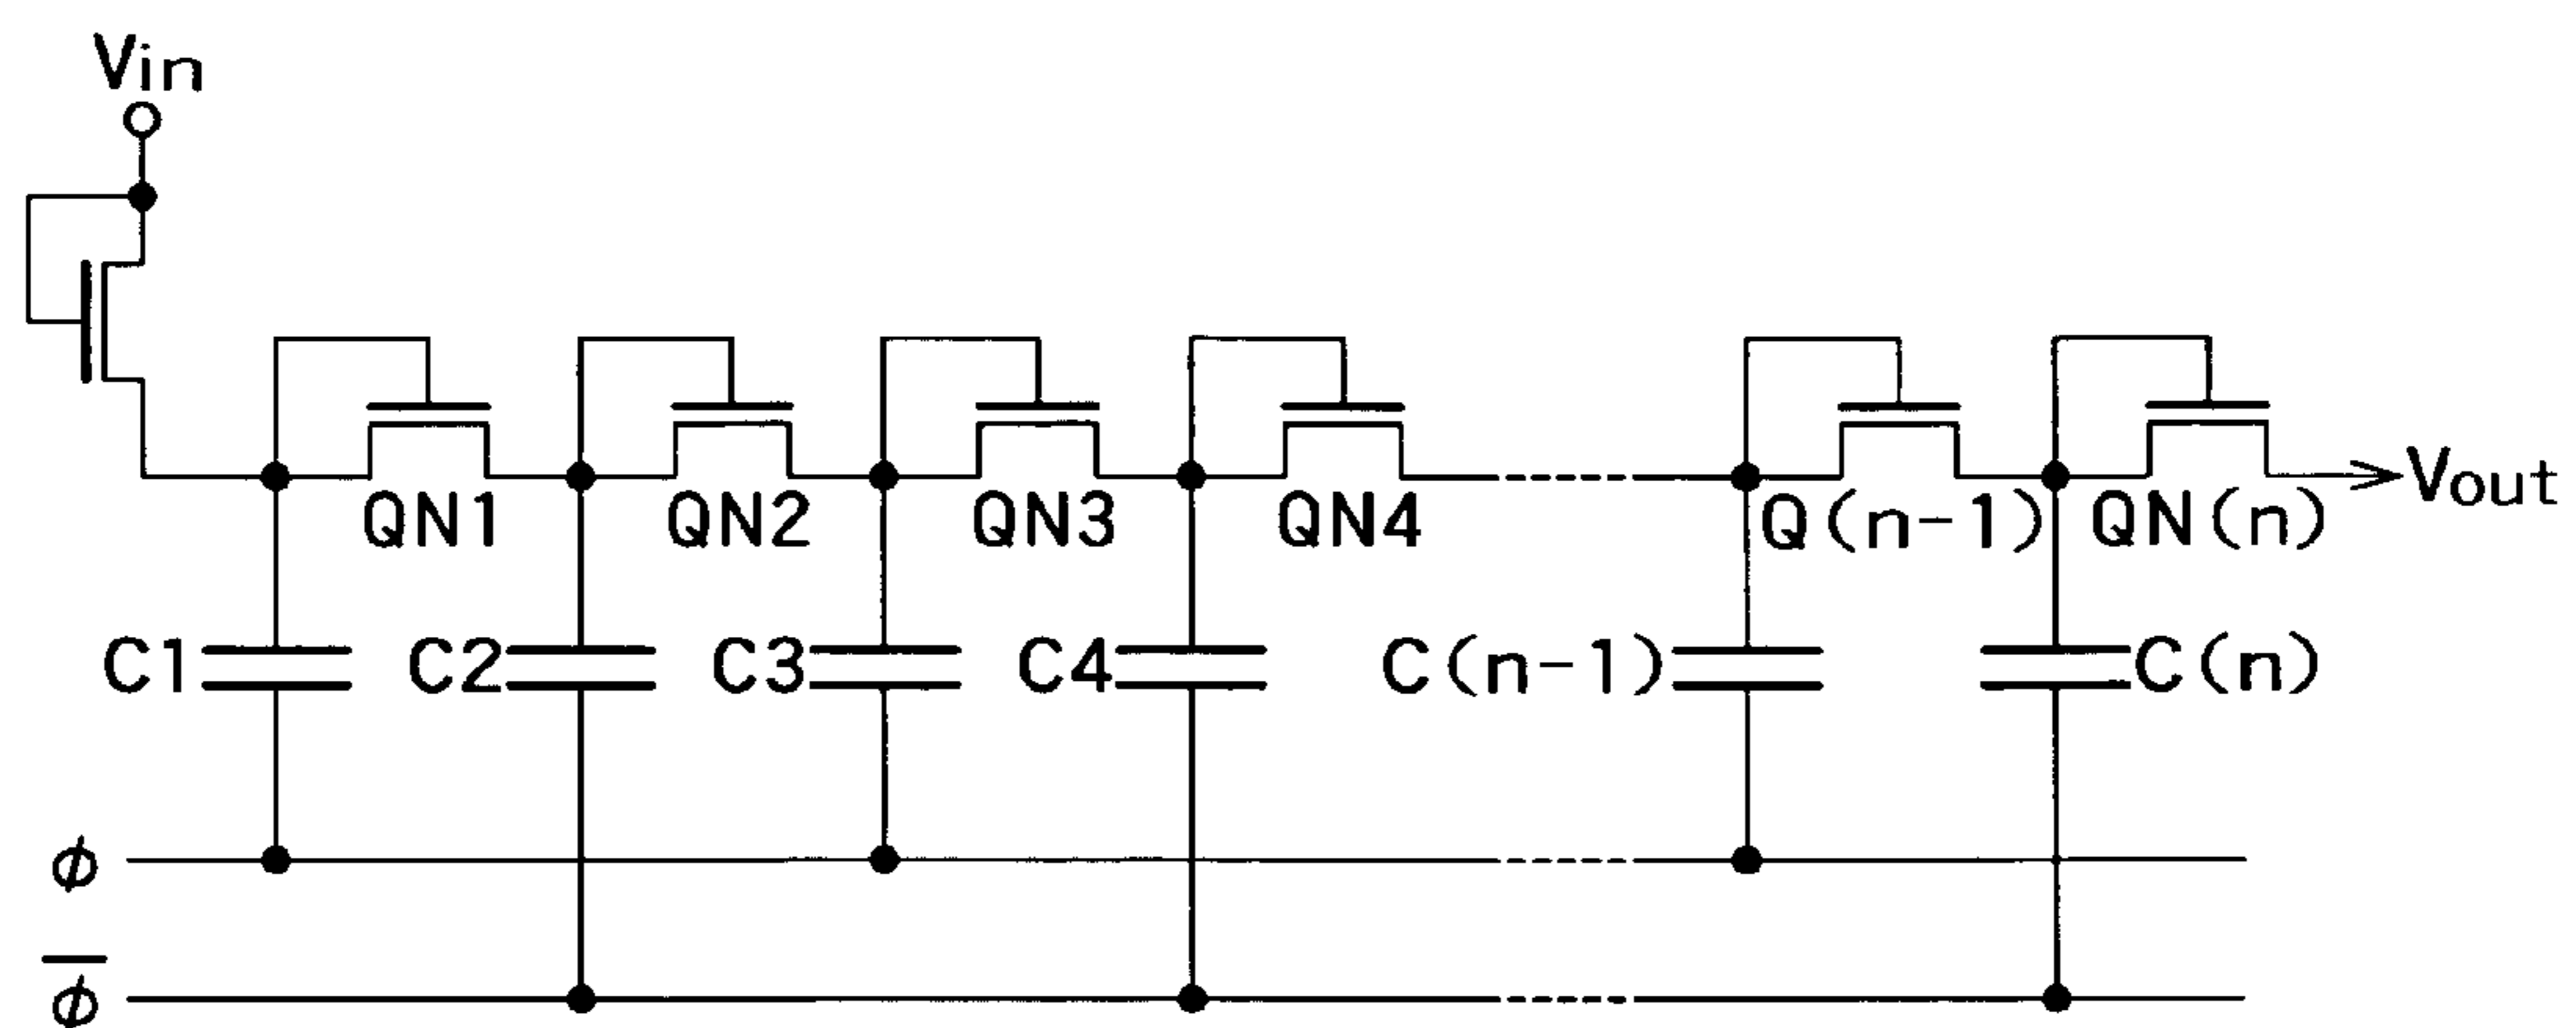 Vin
Vout
QN1 QN2 QN3 QN4 Q(n-1) QN(n)
C1 C2 C3 C4 C(n-1) C(n)
ϕ
ϕ̅